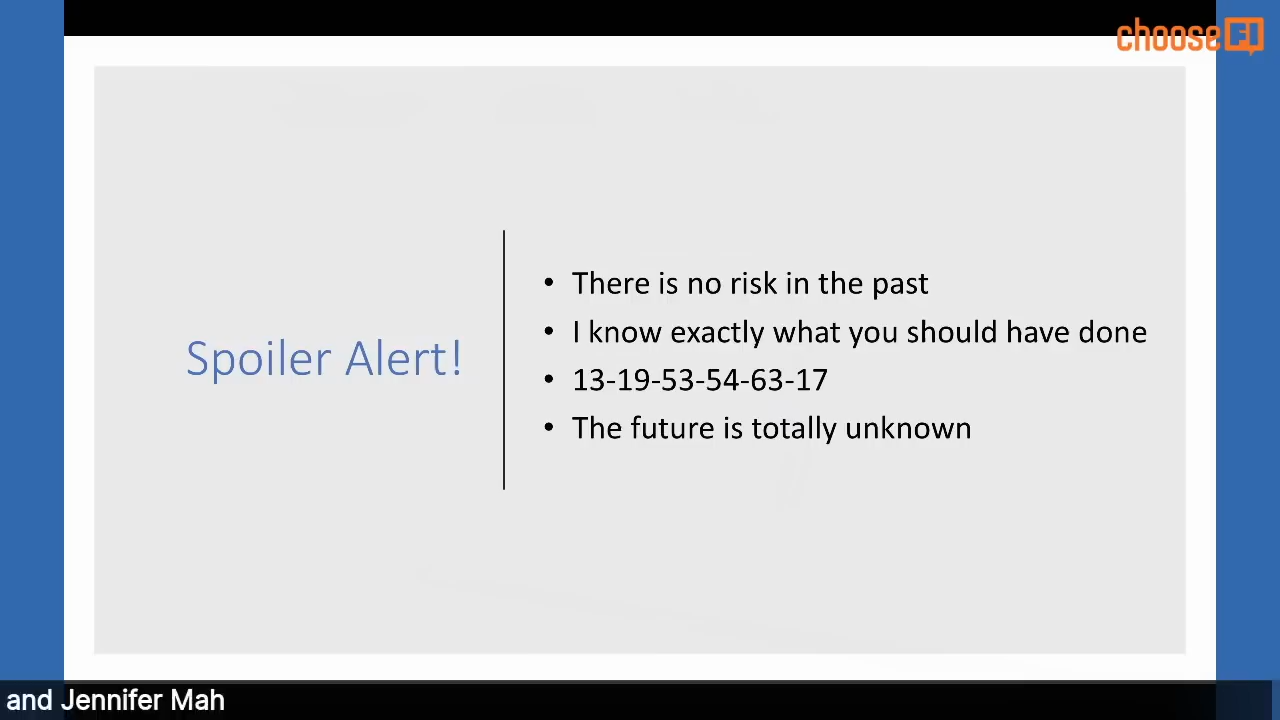 chooseFI
Spoiler Alert!
• There is no risk in the past
• I know exactly what you should have done
• 13-19-53-54-63-17
• The future is totally unknown
and Jennifer Mah